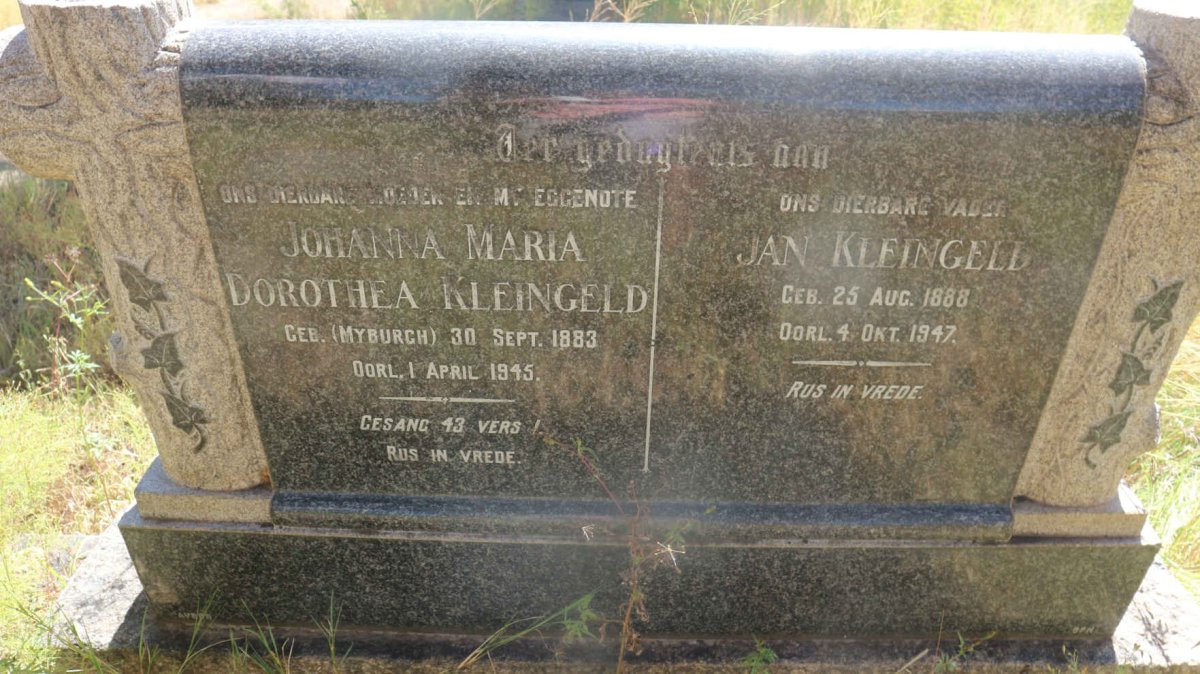 Ter gedagtenis aan
ONS DIERBARE MOEDER EN MY EGGENOTE
JOHANNA MARIA
DOROTHEA KLEINGELD
GEB. (MYBURGH) 30 SEPT. 1883
OORL. 1 APRIL 1945.
GESANG 43 VERS 1
RUS IN VREDE.
ONS DIERBARE VADER
JAN KLEINGELD
GEB. 25 AUG. 1888
OORL. 4 OKT. 1947.
RUS IN VREDE.